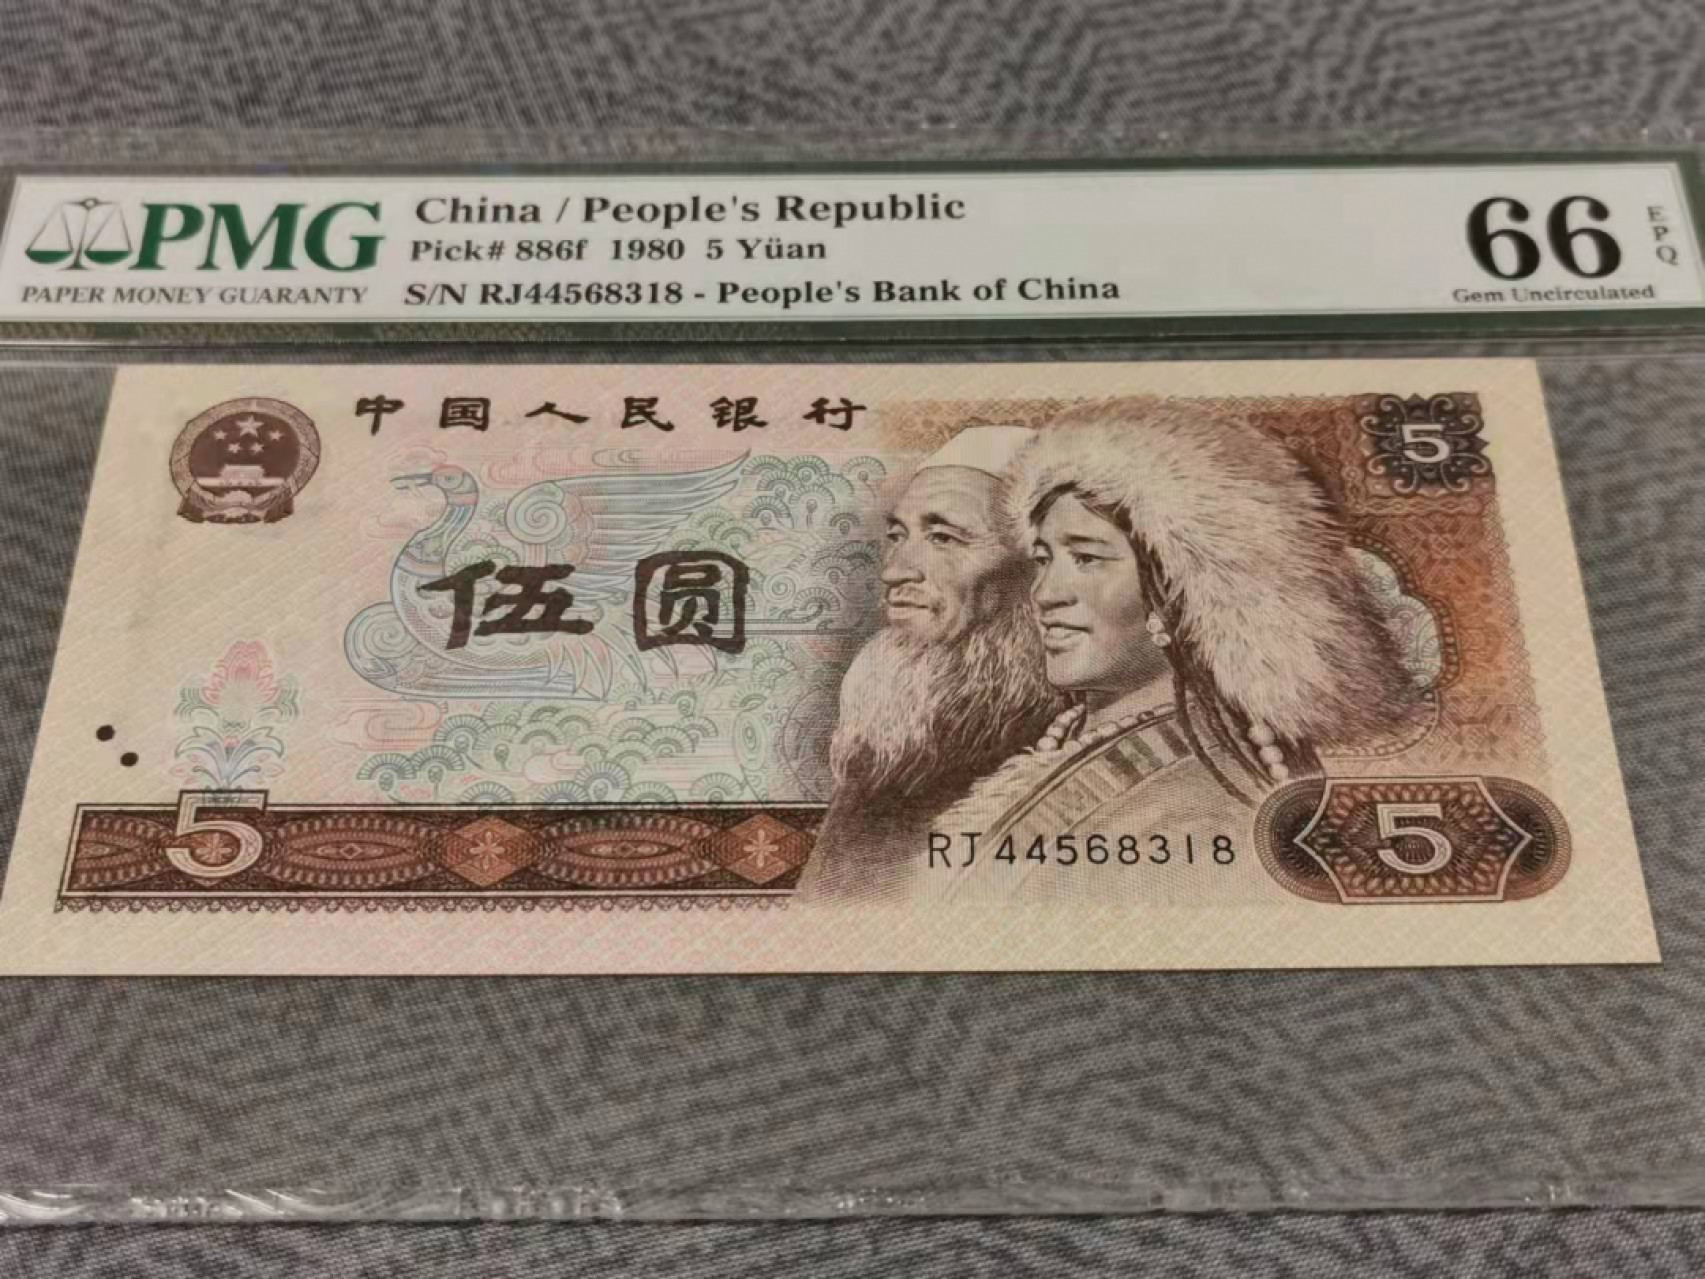 PMG
PAPER MONEY GUARANTY
China / People's Republic
Pick# 886f 1980 5 Yüan
S/N RJ44568318 - People's Bank of China
66
EPQ
Gem Uncirculated
中国人民银行
5
伍圆
5
RJ44568318
5